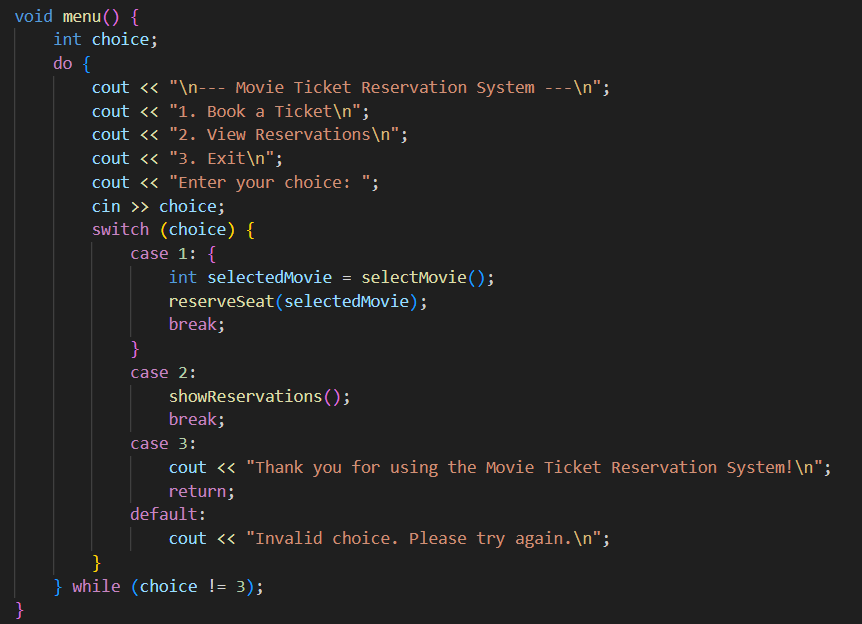 void menu() {
    int choice;
    do {
        cout << "\n--- Movie Ticket Reservation System ---\n";
        cout << "1. Book a Ticket\n";
        cout << "2. View Reservations\n";
        cout << "3. Exit\n";
        cout << "Enter your choice: ";
        cin >> choice;
        switch (choice) {
            case 1: {
                int selectedMovie = selectMovie();
                reserveSeat(selectedMovie);
                break;
            }
            case 2:
                showReservations();
                break;
            case 3:
                cout << "Thank you for using the Movie Ticket Reservation System!\n";
                return;
            default:
                cout << "Invalid choice. Please try again.\n";
        }
    } while (choice != 3);
}